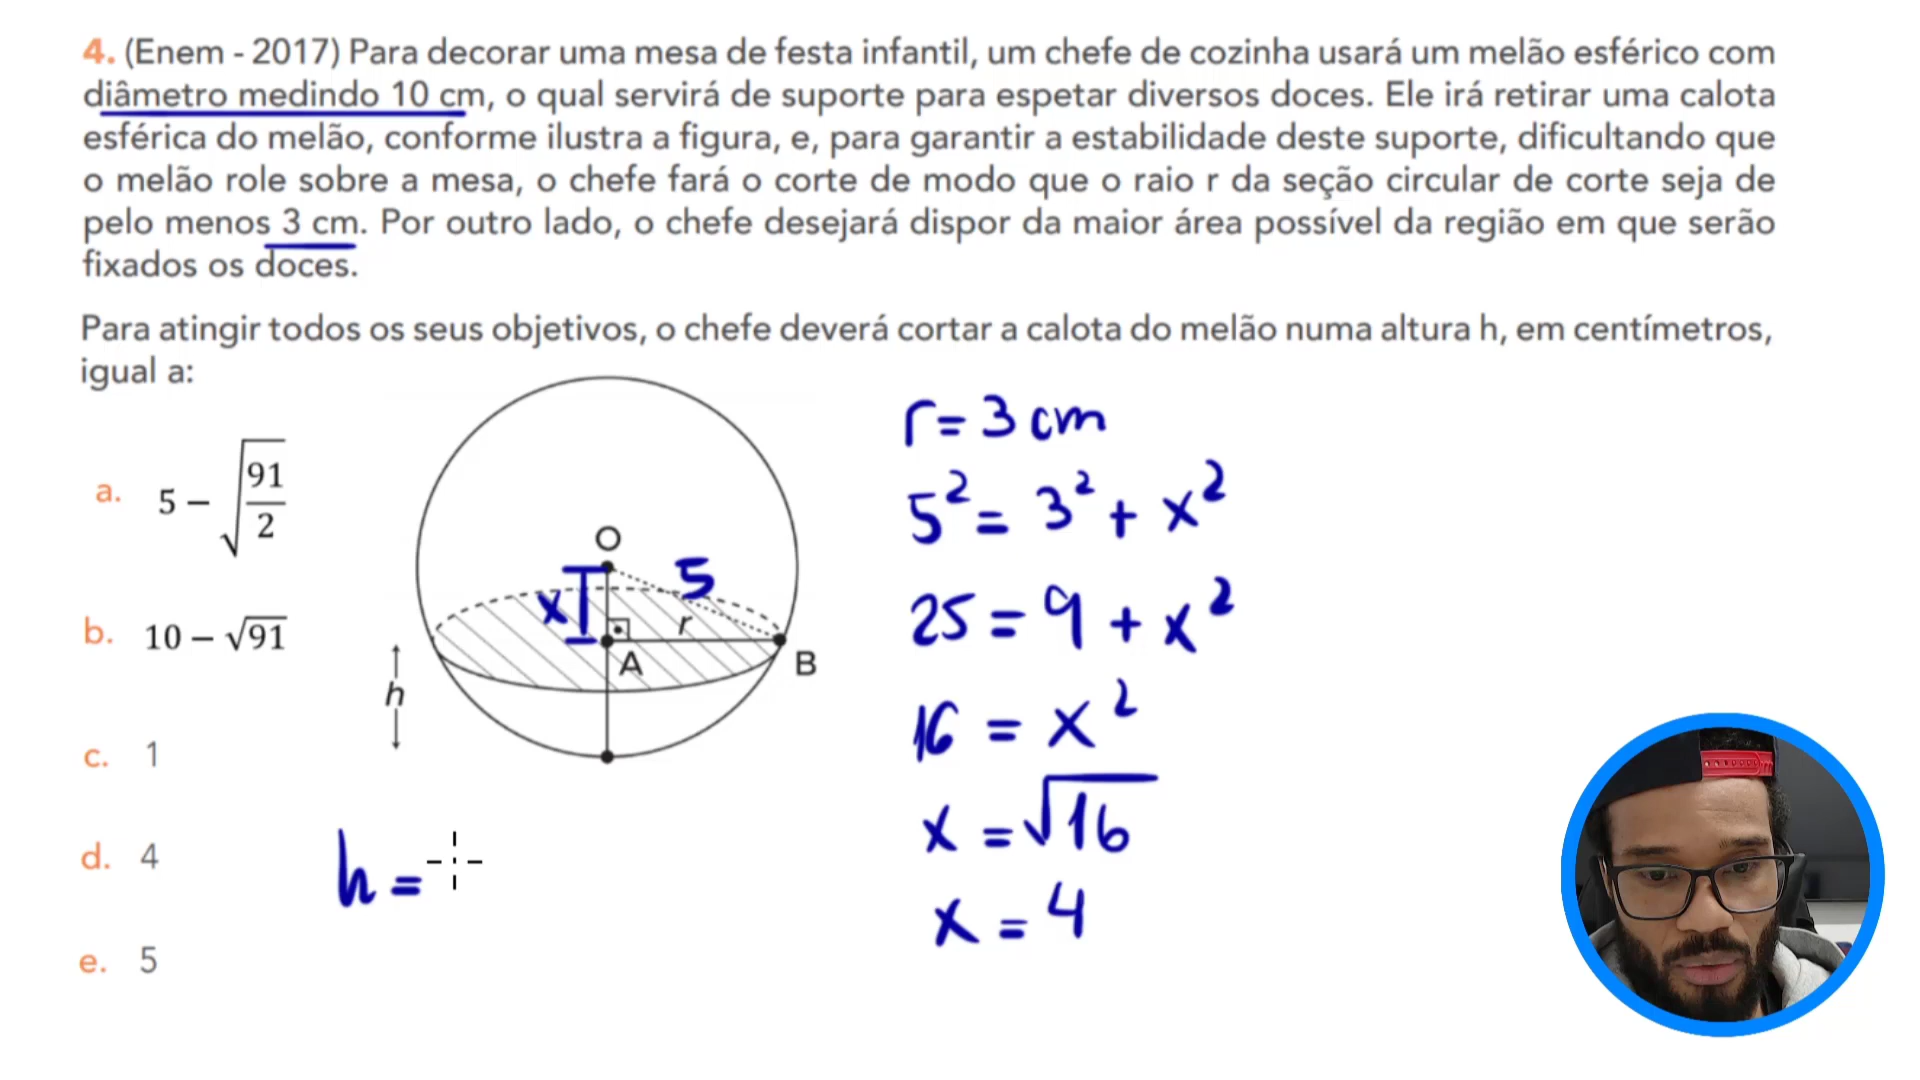 4. (Enem - 2017) Para decorar uma mesa de festa infantil, um chefe de cozinha usará um melão esférico com
diâmetro medindo 10 cm, o qual servirá de suporte para espetar diversos doces. Ele irá retirar uma calota
esférica do melão, conforme ilustra a figura, e, para garantir a estabilidade deste suporte, dificultando que
o melão role sobre a mesa, o chefe fará o corte de modo que o raio r da seção circular de corte seja de
pelo menos 3 cm. Por outro lado, o chefe desejará dispor da maior área possível da região em que serão
fixados os doces.
Para atingir todos os seus objetivos, o chefe deverá cortar a calota do melão numa altura h, em centímetros,
igual a:
a. 5 − √(91/2)
b. 10 − √91
c. 1
d. 4
e. 5
O
5
x
r
A
B
h
h =
r = 3 cm
5² = 3² + x²
25 = 9 + x²
16 = x²
x = √16
x = 4